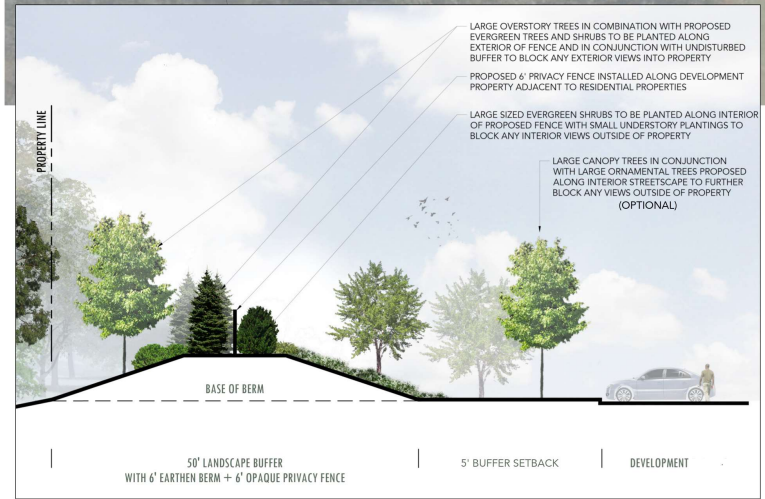 LARGE OVERSTORY TREES IN COMBINATION WITH PROPOSED
EVERGREEN TREES AND SHRUBS TO BE PLANTED ALONG
EXTERIOR OF FENCE AND IN CONJUNCTION WITH UNDISTURBED
BUFFER TO BLOCK ANY EXTERIOR VIEWS INTO PROPERTY
PROPOSED 6' PRIVACY FENCE INSTALLED ALONG DEVELOPMENT
PROPERTY ADJACENT TO RESIDENTIAL PROPERTIES
LARGE SIZED EVERGREEN SHRUBS TO BE PLANTED ALONG INTERIOR
OF PROPOSED FENCE WITH SMALL UNDERSTORY PLANTINGS TO
BLOCK ANY INTERIOR VIEWS OUTSIDE OF PROPERTY
LARGE CANOPY TREES IN CONJUNCTION
WITH LARGE ORNAMENTAL TREES PROPOSED
ALONG INTERIOR STREETSCAPE TO FURTHER
BLOCK ANY VIEWS OUTSIDE OF PROPERTY
(OPTIONAL)
PROPERTY LINE
BASE OF BERM
50' LANDSCAPE BUFFER
WITH 6' EARTHEN BERM + 6' OPAQUE PRIVACY FENCE
5' BUFFER SETBACK
DEVELOPMENT